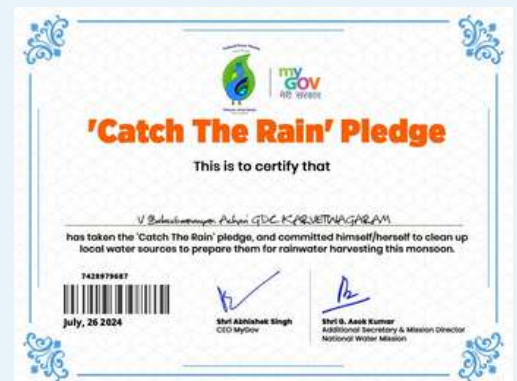 my
GOV
मेरी सरकार
'Catch The Rain' Pledge
This is to certify that
V Balasubramanyam Achari GDC KARVETINAGARAM
has taken the 'Catch The Rain' pledge, and committed himself/herself to clean up
local water sources to prepare them for rainwater harvesting this monsoon.
7428979687
July, 26 2024
Shri Abhishek Singh
CEO MyGov
Shri G. Asok Kumar
Additional Secretary & Mission Director
National Water Mission